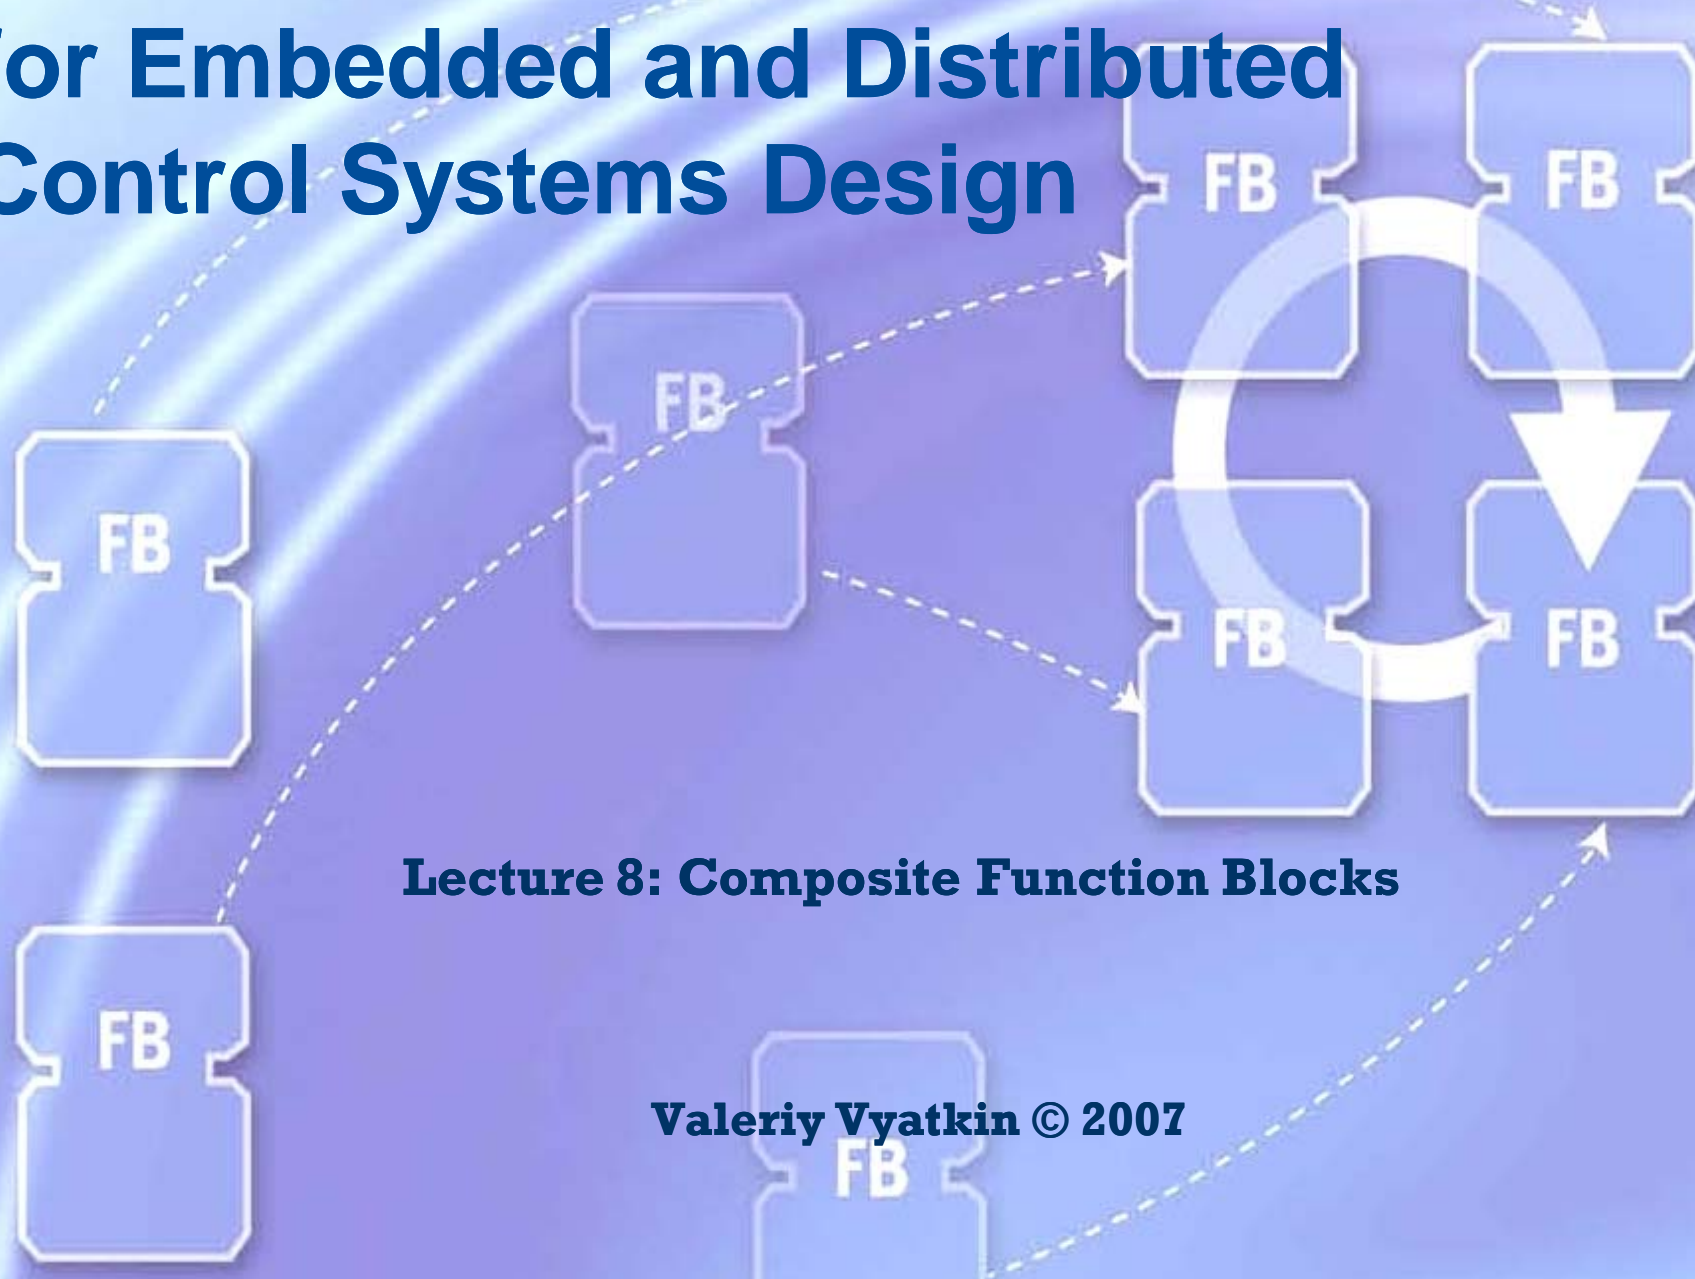 for Embedded and Distributed
Control Systems Design
FB
FB
FB
FB
FB
FB
Lecture 8: Composite Function Blocks
FB
Valeriy Vyatkin © 2007
FB